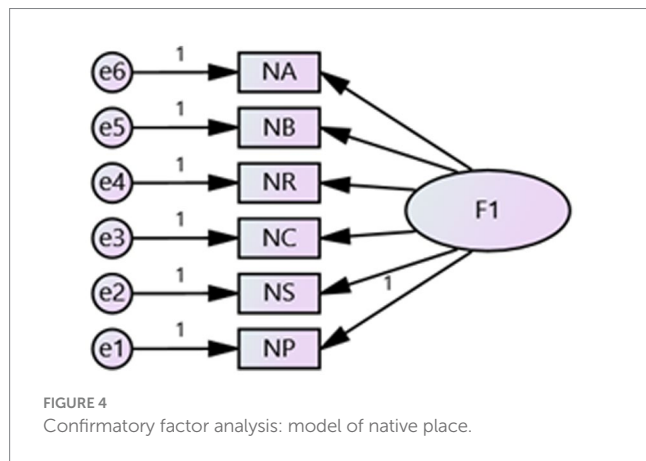 e6 1 NA
e5 1 NB
e4 1 NR
F1
e3 1 NC
e2 1 NS
1
e1 1 NP
FIGURE 4
Confirmatory factor analysis: model of native place.